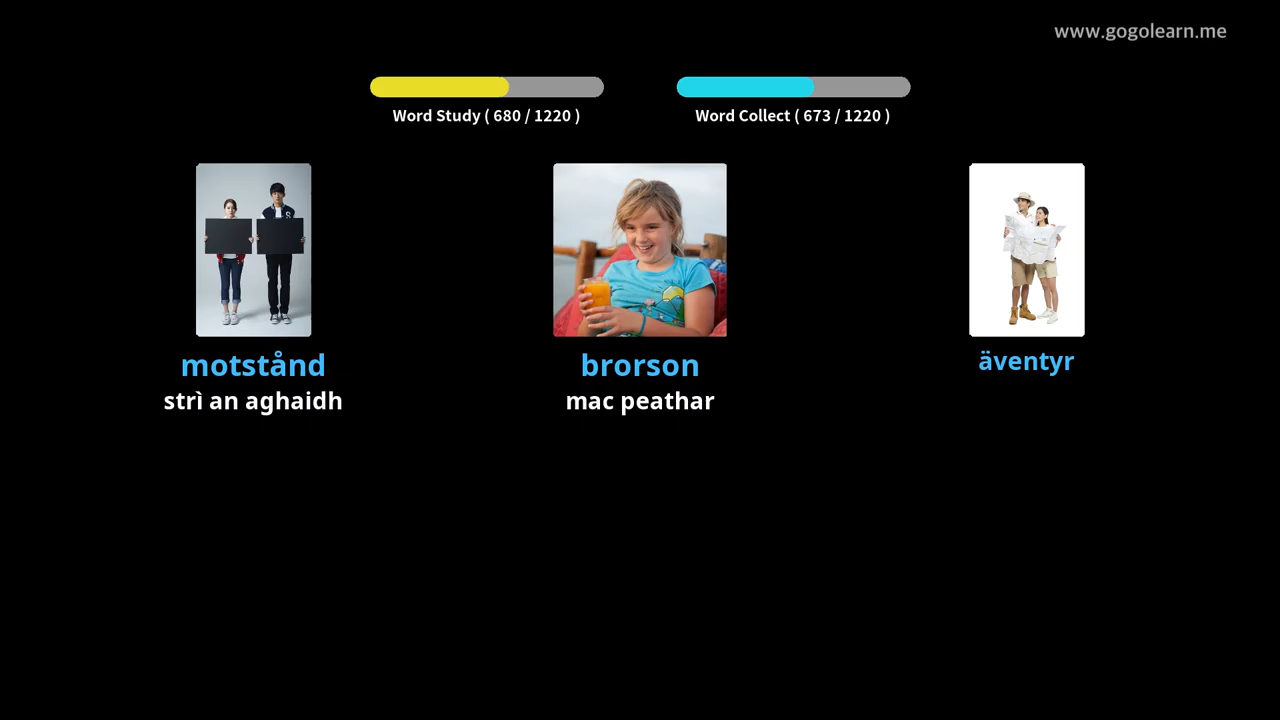 www.gogolearn.me
Word Study ( 680 / 1220 )
Word Collect ( 673 / 1220 )
motstånd
strì an aghaidh
brorson
mac peathar
äventyr